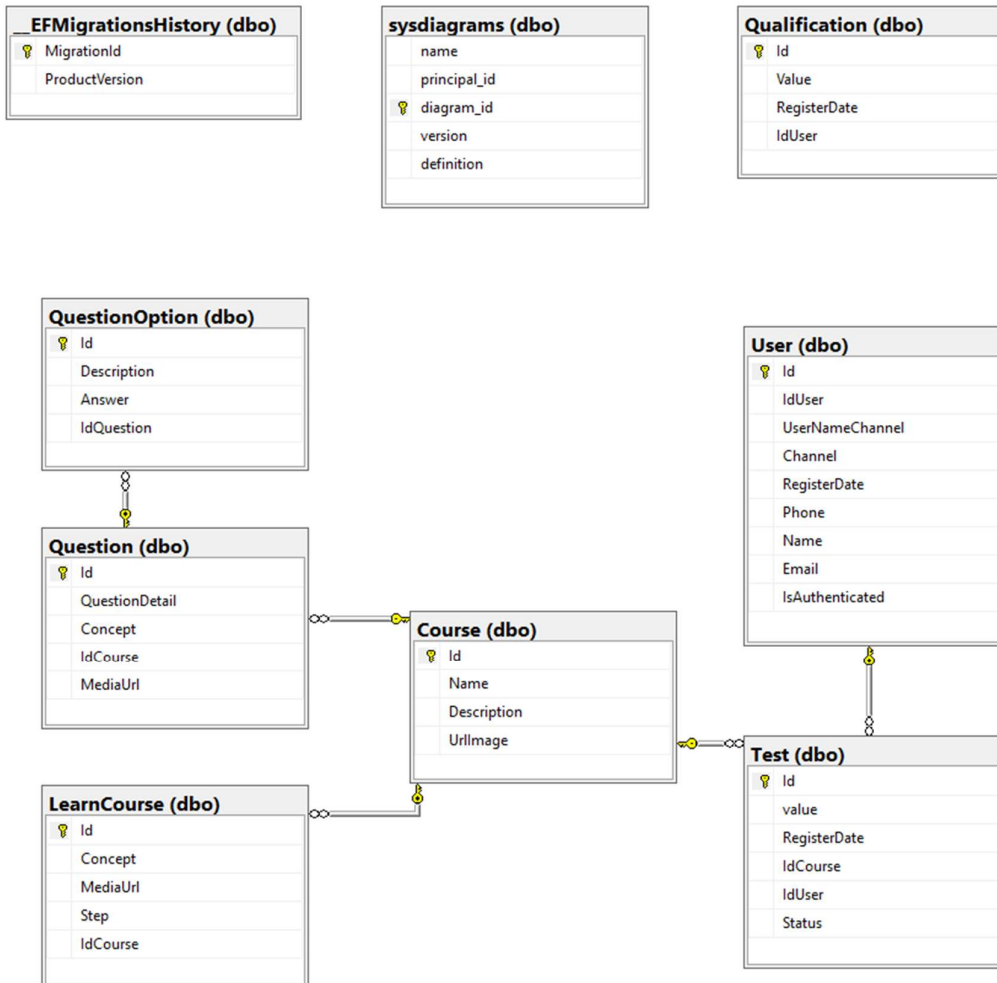 __EFMigrationsHistory (dbo)
MigrationId
ProductVersion
sysdiagrams (dbo)
name
principal_id
diagram_id
version
definition
Qualification (dbo)
Id
Value
RegisterDate
IdUser
QuestionOption (dbo)
Id
Description
Answer
IdQuestion
User (dbo)
Id
IdUser
UserNameChannel
Channel
RegisterDate
Phone
Name
Email
IsAuthenticated
Question (dbo)
Id
QuestionDetail
Concept
IdCourse
MediaUrl
Course (dbo)
Id
Name
Description
UrlImage
LearnCourse (dbo)
Id
Concept
MediaUrl
Step
IdCourse
Test (dbo)
Id
value
RegisterDate
IdCourse
IdUser
Status